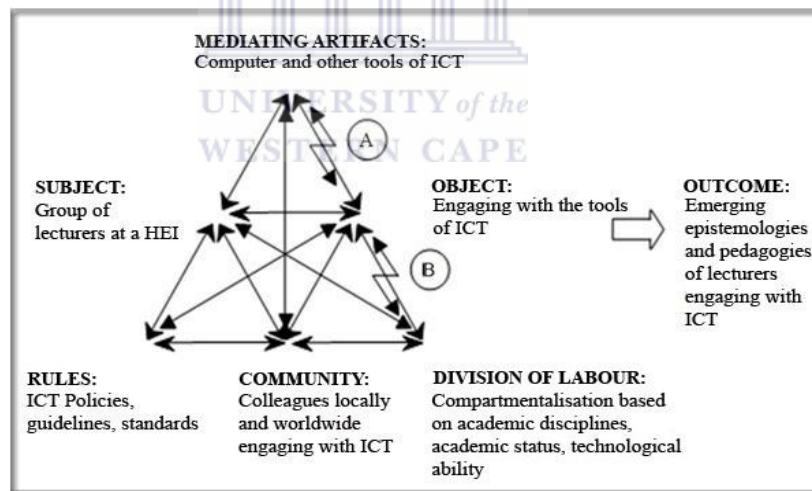 MEDIATING ARTIFACTS:
Computer and other tools of ICT
UNIVERSITY of the
WESTERN CAPE
A
SUBJECT:
Group of
lecturers at a HEI
OBJECT:
Engaging with the tools
of ICT
OUTCOME:
Emerging
epistemologies
and pedagogies
of lecturers
engaging with
ICT
B
RULES:
ICT Policies,
guidelines, standards
COMMUNITY:
Colleagues locally
and worldwide
engaging with ICT
DIVISION OF LABOUR:
Compartmentalisation based
on academic disciplines,
academic status, technological
ability